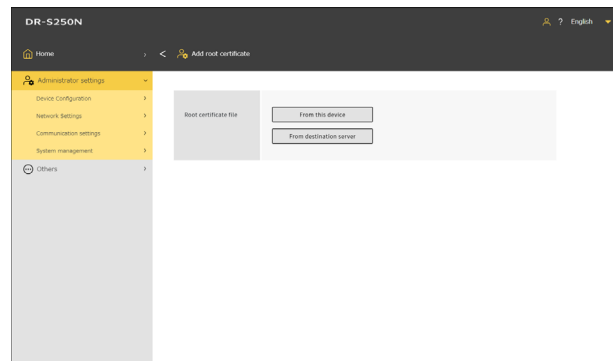 DR-S250N
? English
Home
Add root certificate
Administrator settings
Device Configuration
Network Settings
Communication settings
System management
Others
Root certificate file
From this device
From destination server